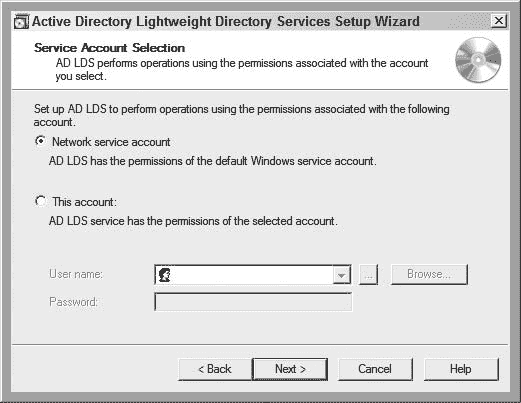 Active Directory Lightweight Directory Services Setup Wizard
Service Account Selection
AD LDS performs operations using the permissions associated with the account
you select.
Set up AD LDS to perform operations using the permissions associated with the following
account.
Network service account
AD LDS has the permissions of the default Windows service account.
This account:
AD LDS service has the permissions of the selected account.
User name:
... Browse...
Password:
< Back Next > Cancel Help